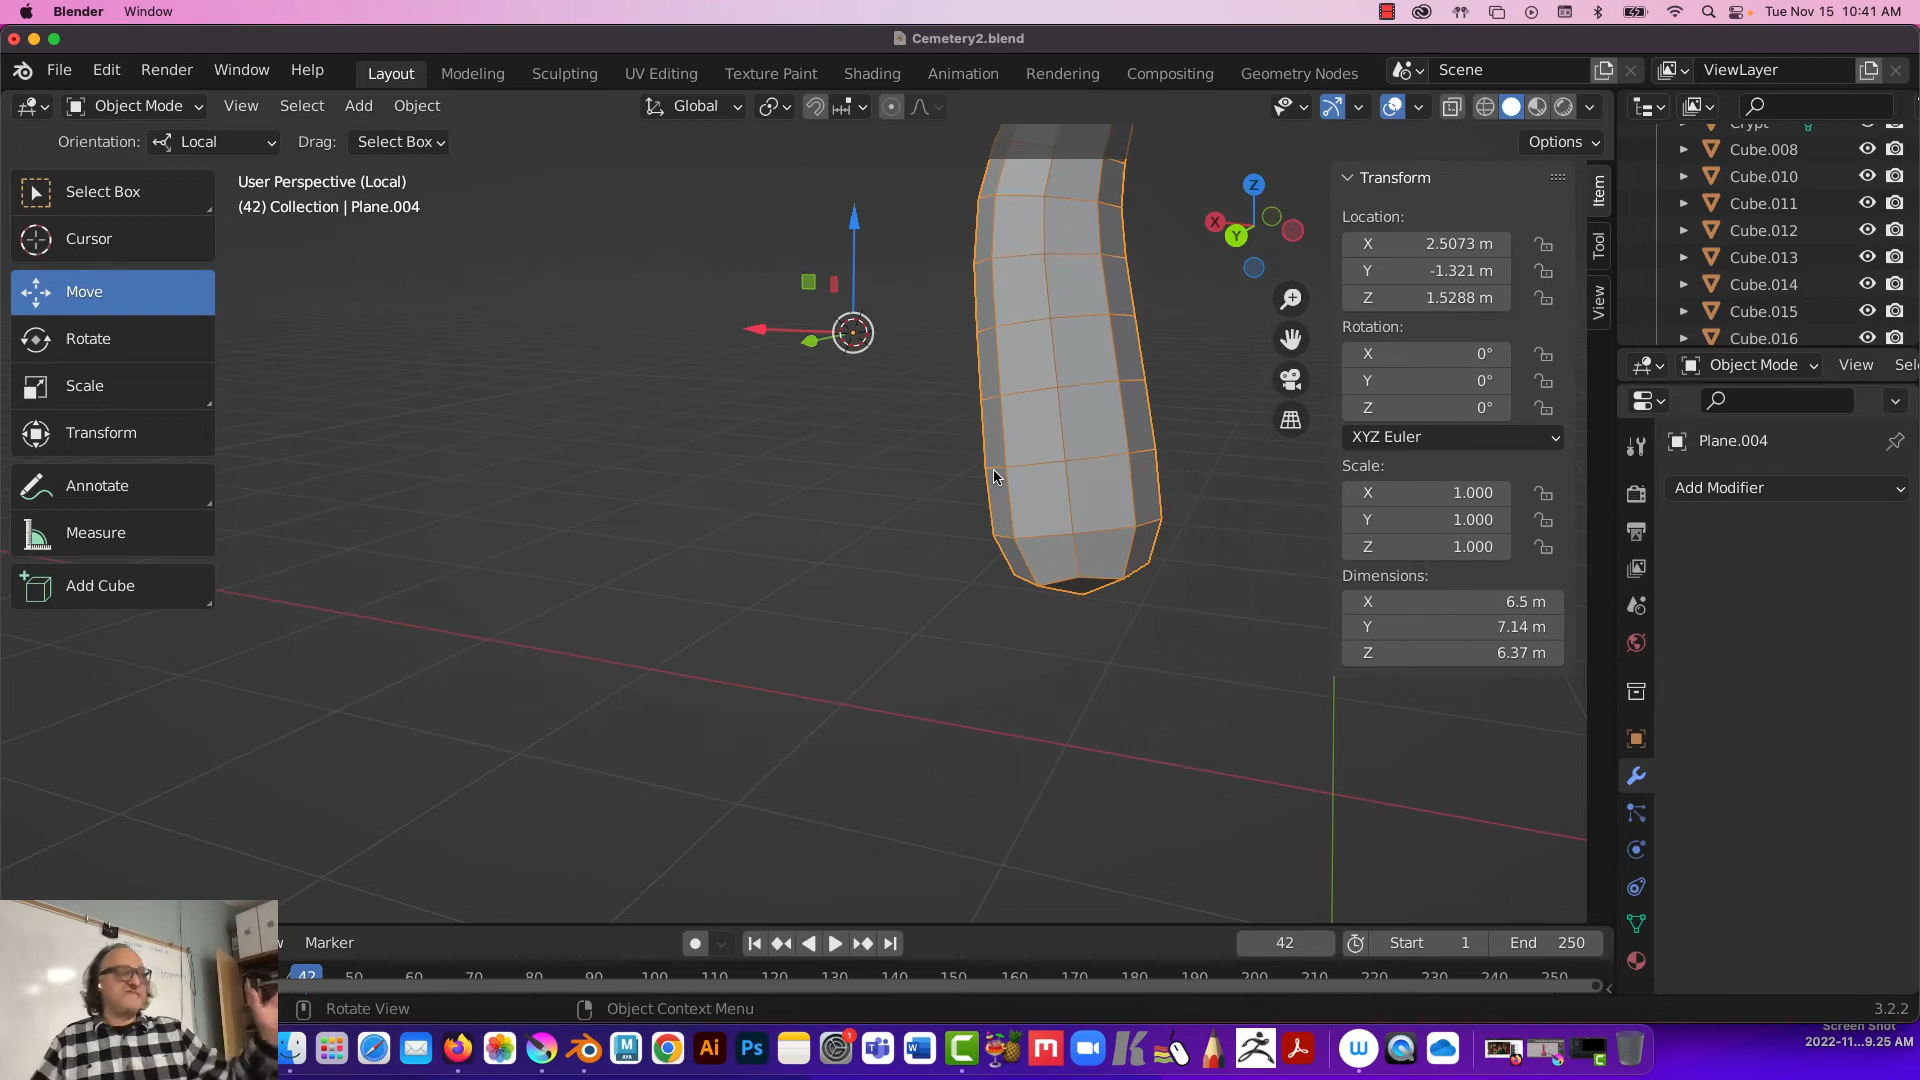 Blender Window Tue Nov 15 10:41 AM
Cemetery2.blend
File Edit Render Window Help Layout Modeling Sculpting UV Editing Texture Paint Shading Animation Rendering Compositing Geometry Nodes Scene ViewLayer
Object Mode View Select Add Object Global
Orientation: Local Drag: Select Box Options
User Perspective (Local)
(42) Collection | Plane.004
Select Box
Cursor
Move
Rotate
Scale
Transform
Annotate
Measure
Add Cube
X
Y
Z
Transform
Location:
X 2.5073 m
Y -1.321 m
Z 1.5288 m
Rotation:
X 0°
Y 0°
Z 0°
XYZ Euler
Scale:
X 1.000
Y 1.000
Z 1.000
Dimensions:
X 6.5 m
Y 7.14 m
Z 6.37 m
Item
Tool
View
Crypt
Cube.008
Cube.010
Cube.011
Cube.012
Cube.013
Cube.014
Cube.015
Cube.016
Object Mode View Sel
Plane.004
Add Modifier
Marker 42 Start 1 End 250
42 50 60 70 80 90 100 110 120 130 140 150 160 170 180 190 200 210 220 230 240 250
Rotate View Object Context Menu 3.2.2
MAYA Ai Ps 1 W
Screen Shot
2022-11...9.25 AM